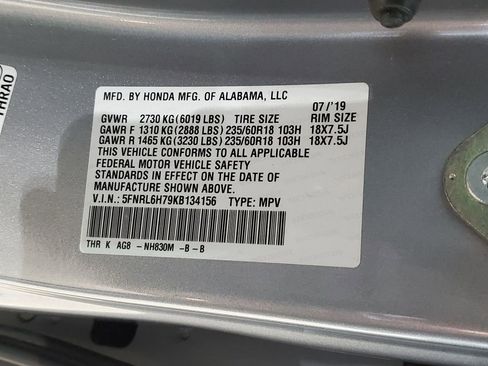 THRAO
MFD. BY HONDA MFG. OF ALABAMA, LLC
07/'19
GVWR 2730 KG(6019 LBS) TIRE SIZE RIM SIZE
GAWR F 1310 KG(2888 LBS) 235/60R18 103H 18X7.5J
GAWR R 1465 KG(3230 LBS) 235/60R18 103H 18X7.5J
THIS VEHICLE CONFORMS TO ALL APPLICABLE
FEDERAL MOTOR VEHICLE SAFETY
STANDARDS IN EFFECT ON THE DATE OF
MANUFACTURE SHOWN ABOVE.
V.I.N: 5FNRL6H79KB134156 TYPE: MPV
THR K AG8 - NH830M -B -B